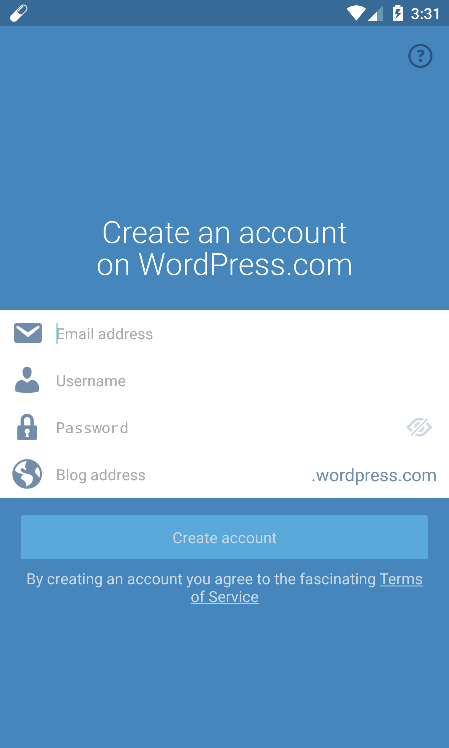 3:31
?
Create an account
on WordPress.com
Email address
Username
Password
Blog address .wordpress.com
Create account
By creating an account you agree to the fascinating Terms
of Service